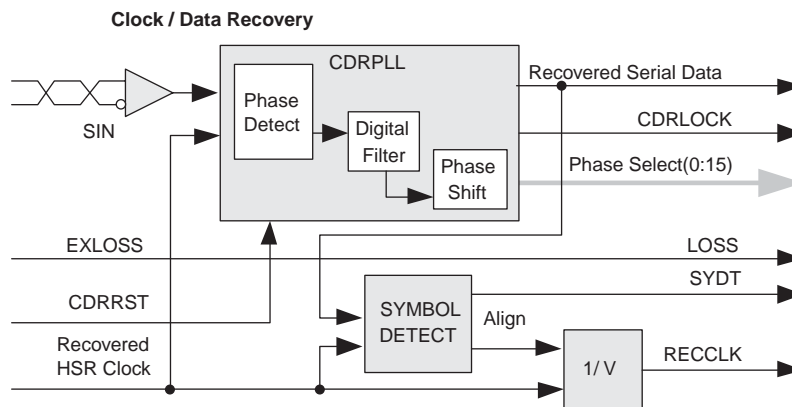 Clock / Data Recovery
CDRPLL
Phase
Detect
Digital
Filter
Phase
Shift
Recovered Serial Data
CDRLOCK
Phase Select(0:15)
SIN
EXLOSS
LOSS
SYDT
CDRRST
SYMBOL
DETECT
Align
Recovered
HSR Clock
1/ V
RECCLK